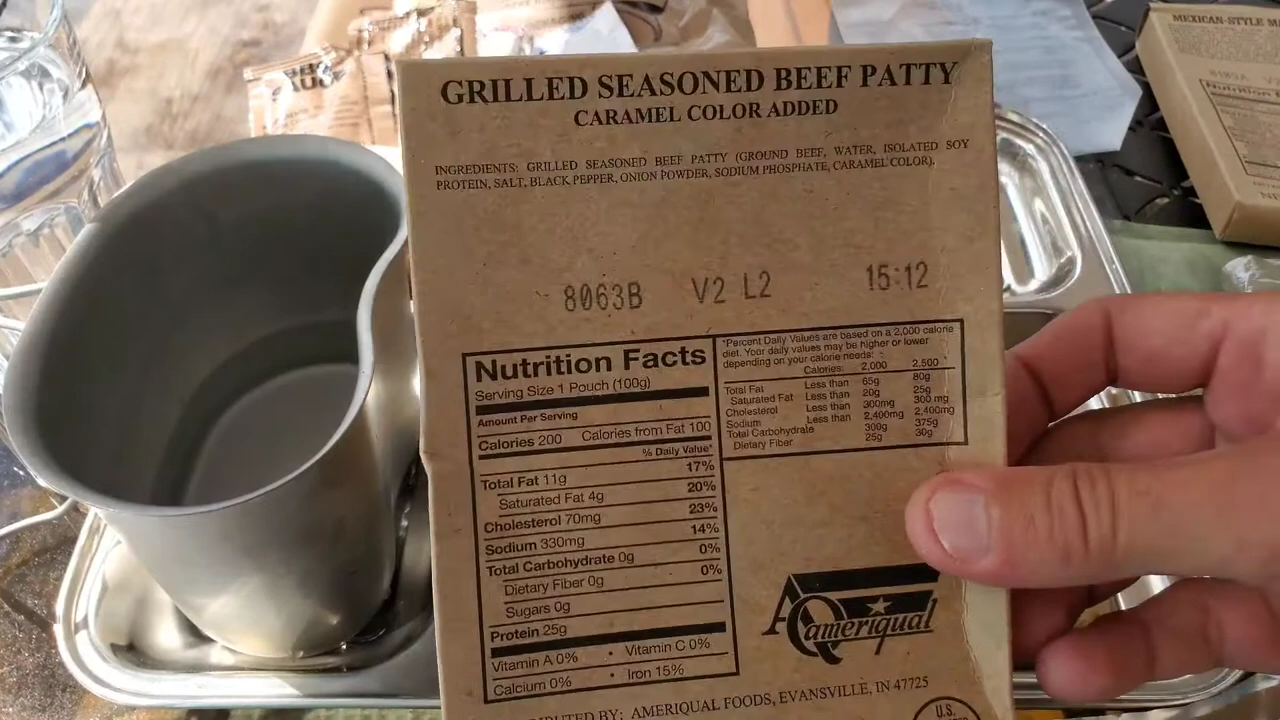 GRILLED SEASONED BEEF PATTY
CARAMEL COLOR ADDED
INGREDIENTS: GRILLED SEASONED BEEF PATTY (GROUND BEEF, WATER, ISOLATED SOY
PROTEIN, SALT, BLACK PEPPER, ONION POWDER, SODIUM PHOSPHATE, CARAMEL COLOR).
8063B V2 L2 15:12
Nutrition Facts
Serving Size 1 Pouch (100g)
Amount Per Serving
Calories 200 Calories from Fat 100
% Daily Value*
Total Fat 11g 17%
Saturated Fat 4g 20%
Cholesterol 70mg 23%
Sodium 330mg 14%
Total Carbohydrate 0g 0%
Dietary Fiber 0g 0%
Sugars 0g
Protein 25g
Vitamin A 0% • Vitamin C 0%
Calcium 0% • Iron 15%
*Percent Daily Values are based on a 2,000 calorie
diet. Your daily values may be higher or lower
depending on your calorie needs:
Calories: 2,000 2,500
Total Fat Less than 65g 80g
Saturated Fat Less than 20g 25g
Cholesterol Less than 300mg 300 mg
Sodium Less than 2,400mg 2,400mg
Total Carbohydrate 300g 375g
Dietary Fiber 25g 30g
ameriqual
BY: AMERIQUAL FOODS, EVANSVILLE, IN 47725
U.S.
MEXICAN-STYLE
8189A
Nutrition